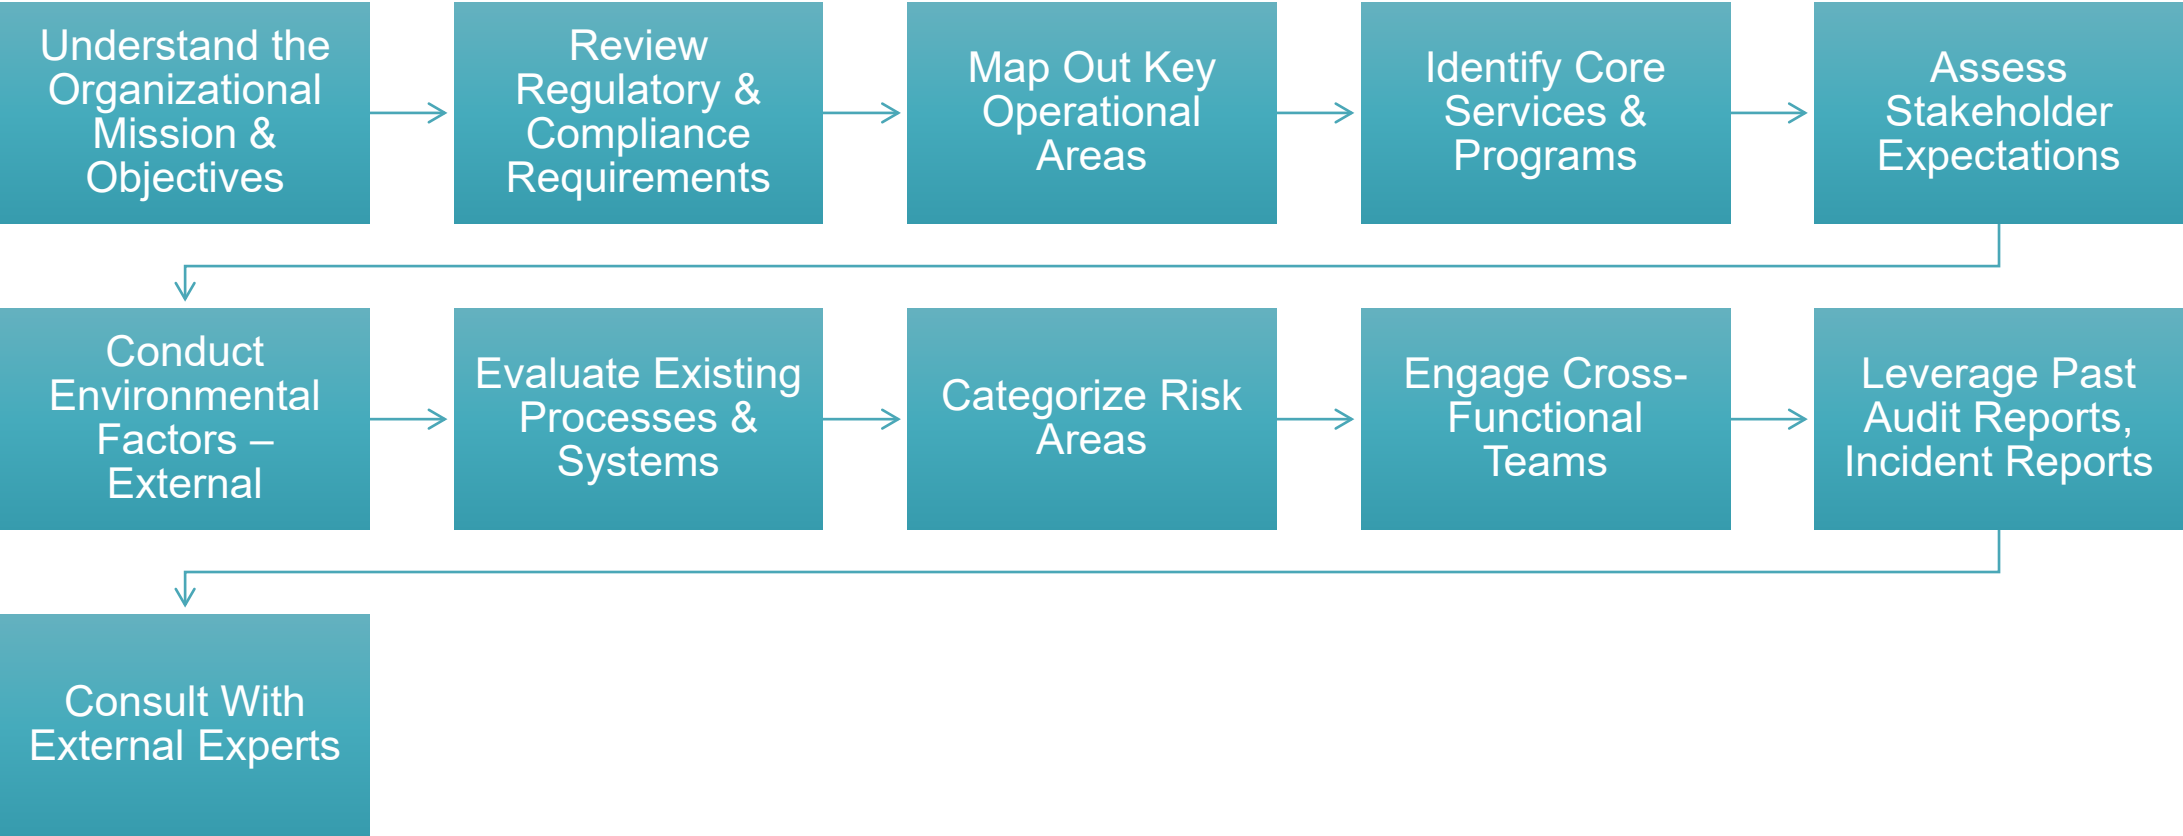 Understand the
Organizational
Mission &
Objectives
Review
Regulatory &
Compliance
Requirements
Map Out Key
Operational
Areas
Identify Core
Services &
Programs
Assess
Stakeholder
Expectations
Conduct
Environmental
Factors –
External
Evaluate Existing
Processes &
Systems
Categorize Risk
Areas
Engage Cross-
Functional
Teams
Leverage Past
Audit Reports,
Incident Reports
Consult With
External Experts